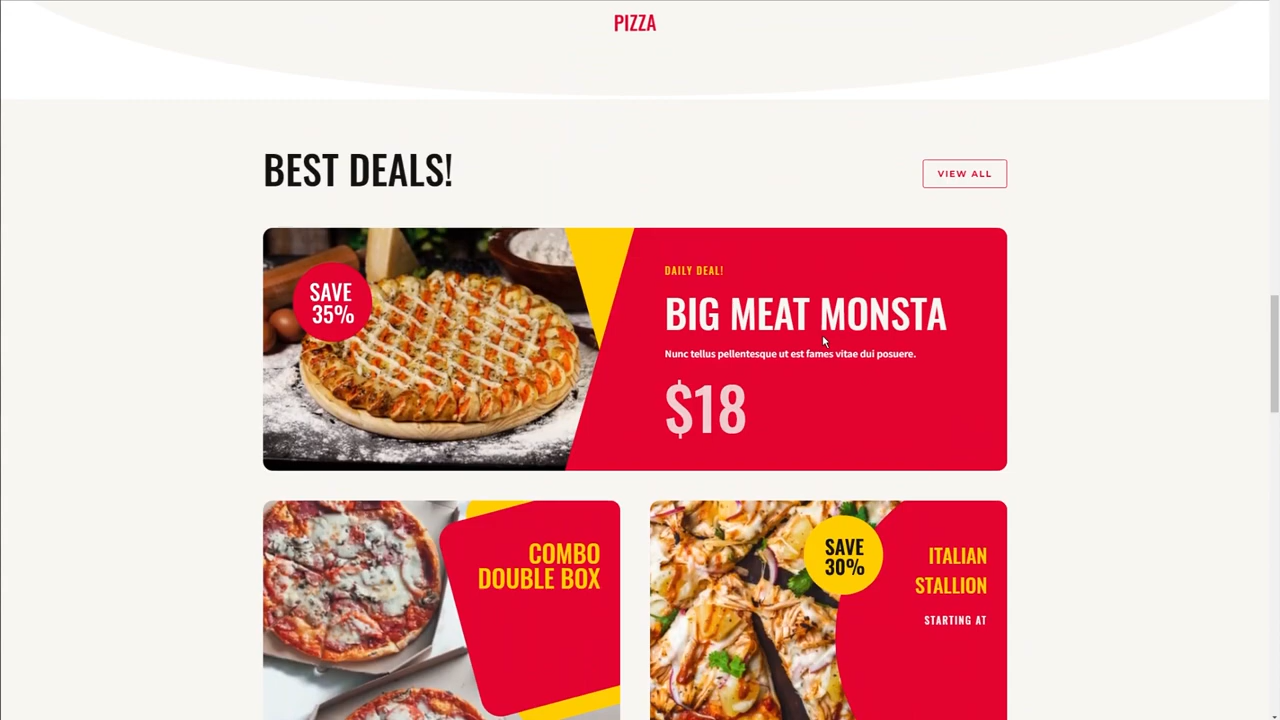 PIZZA
BEST DEALS!
VIEW ALL
SAVE
35%
DAILY DEAL!
BIG MEAT MONSTA
Nunc tellus pellentesque ut est fames vitae dui posuere.
$18
COMBO
DOUBLE BOX
SAVE
30%
ITALIAN
STALLION
STARTING AT